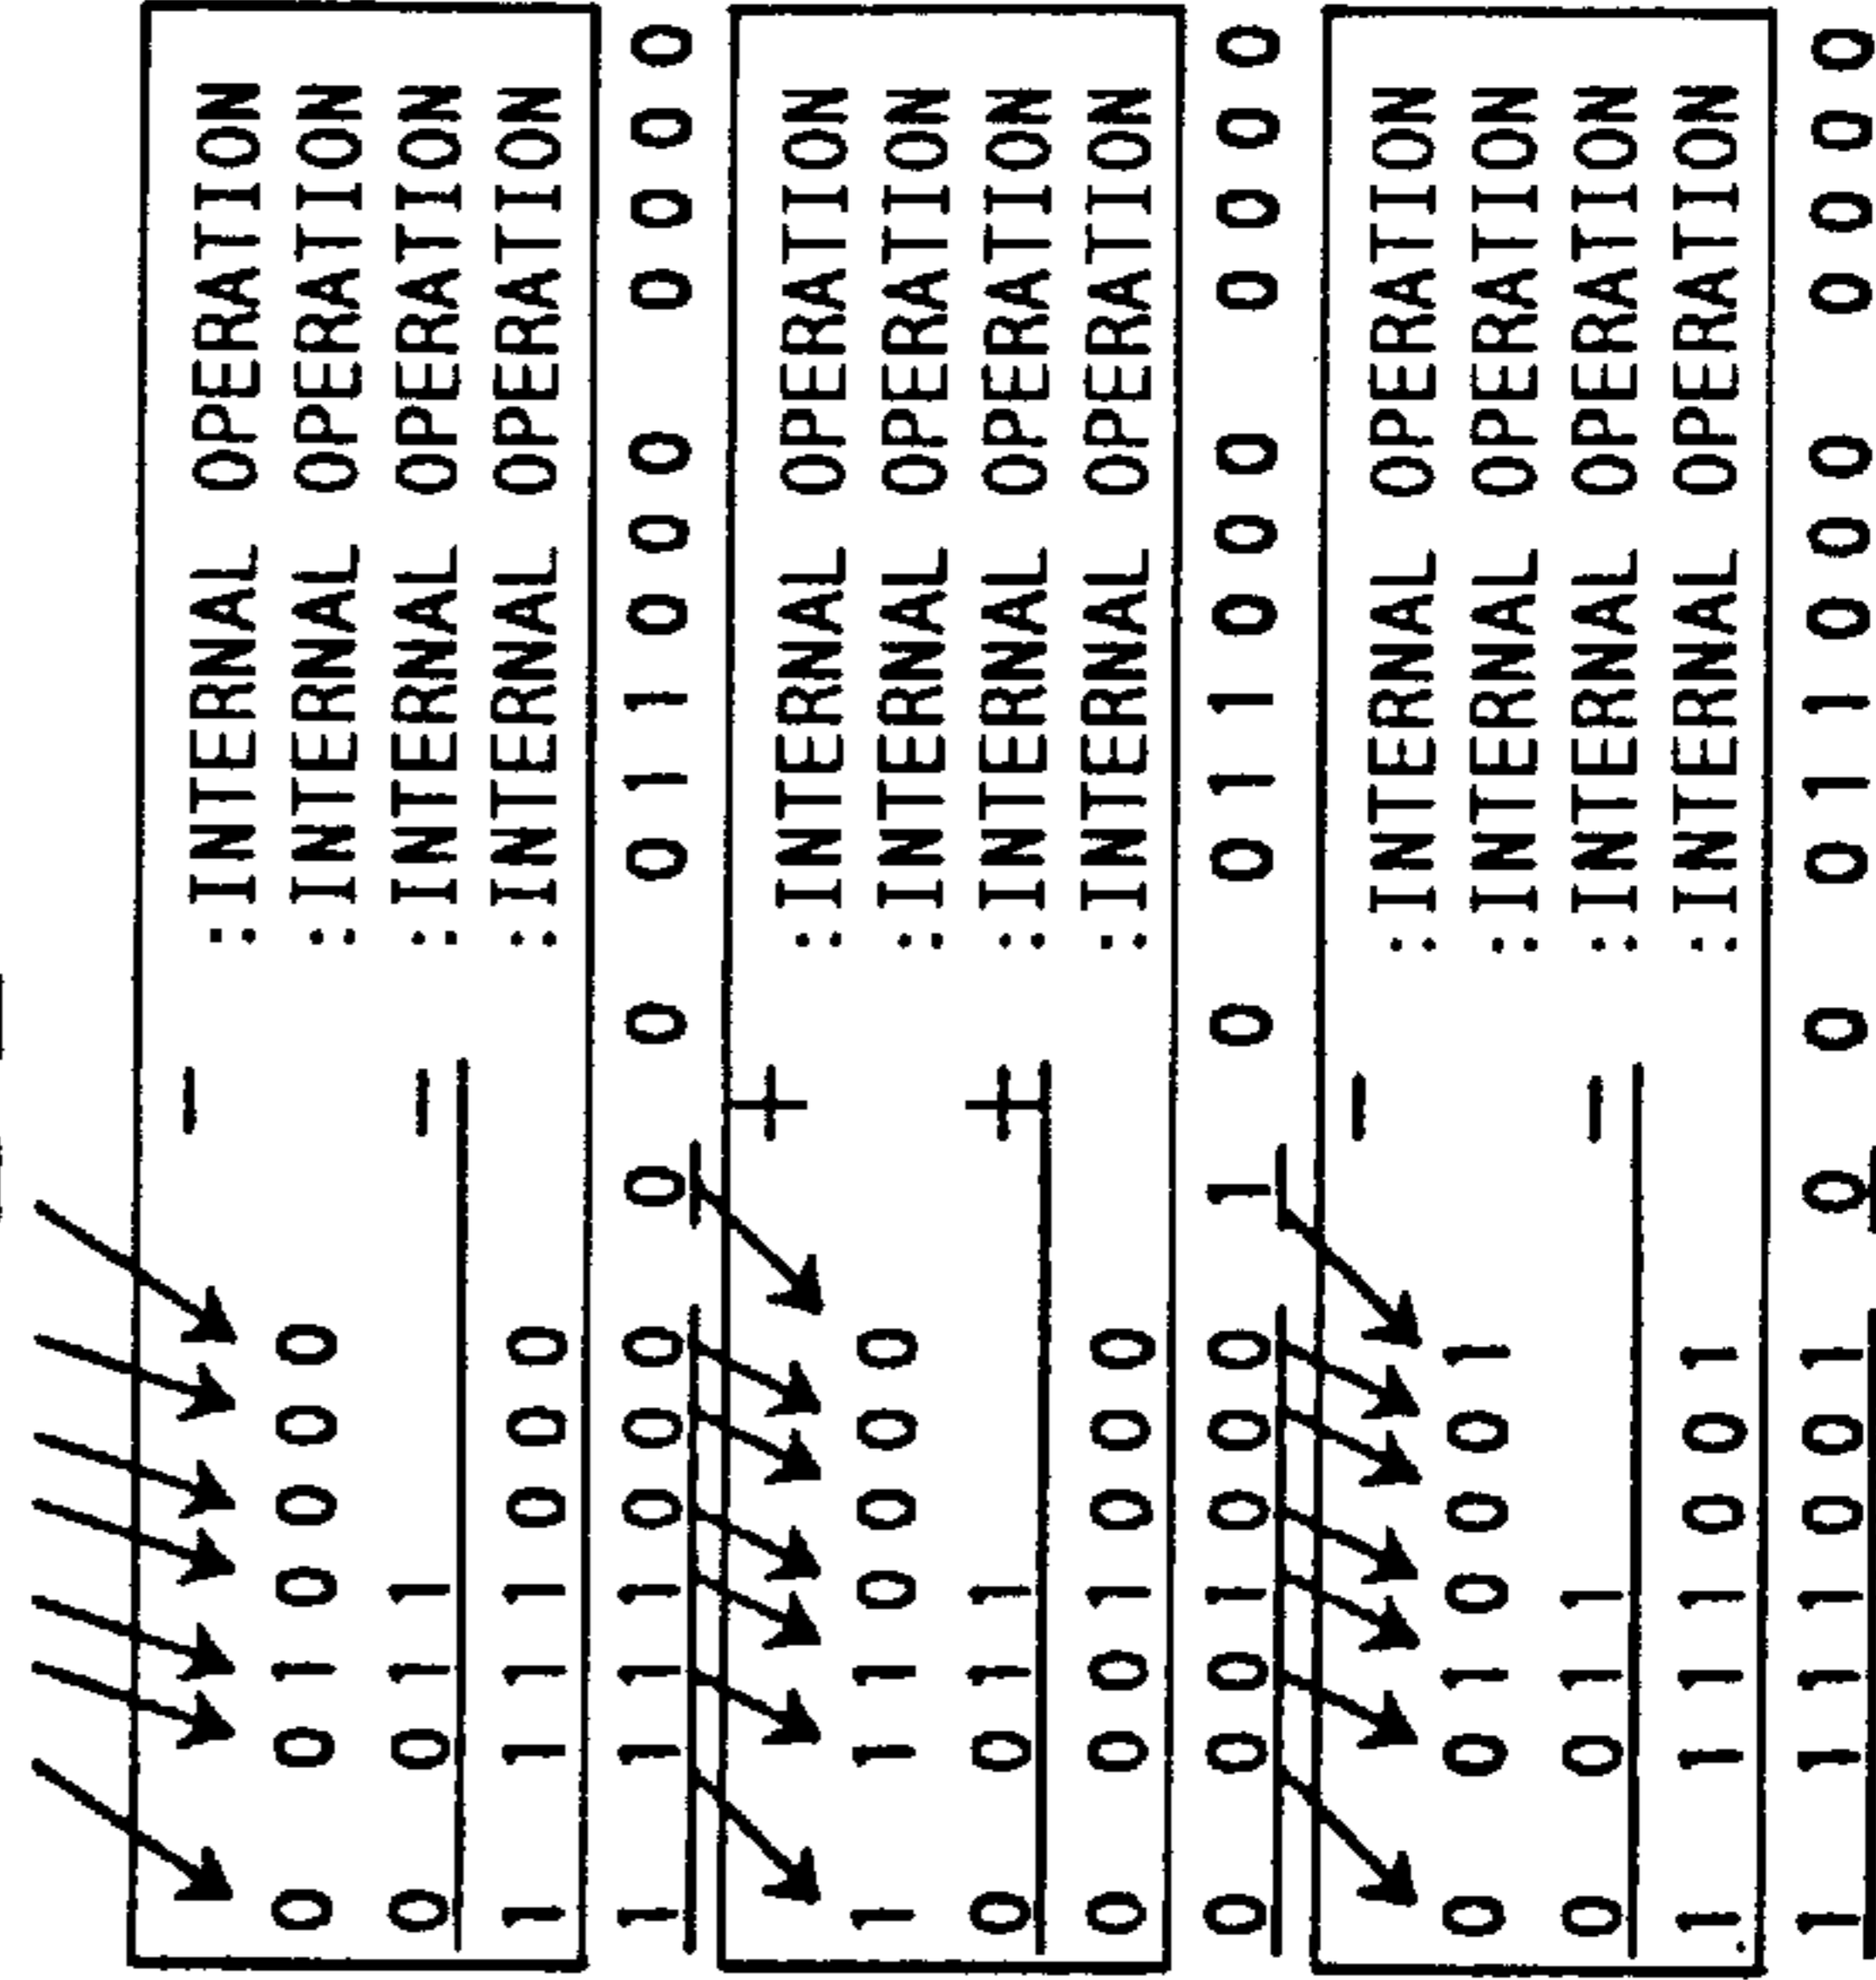 − :INTERNAL OPERATION
0 0 1 0 0 0 0 :INTERNAL OPERATION
0 0 1 1 − :INTERNAL OPERATION
1 1 1 1 0 0 0 :INTERNAL OPERATION
1 1 1 1 0 0 0 0 0 0 1 1 0 0 0 0 0 0 0
+ :INTERNAL OPERATION
1 1 1 0 0 0 0 :INTERNAL OPERATION
0 0 1 1 + :INTERNAL OPERATION
0 0 0 1 0 0 0 :INTERNAL OPERATION
0 0 0 1 0 0 0 1 0 0 1 1 0 0 0 0 0 0 0
− :INTERNAL OPERATION
0 0 1 0 0 0 1 :INTERNAL OPERATION
0 0 1 1 − :INTERNAL OPERATION
1 1 1 1 0 0 1 :INTERNAL OPERATION
1 1 1 1 0 0 1 0 0 0 1 1 0 0 0 0 0 0 0